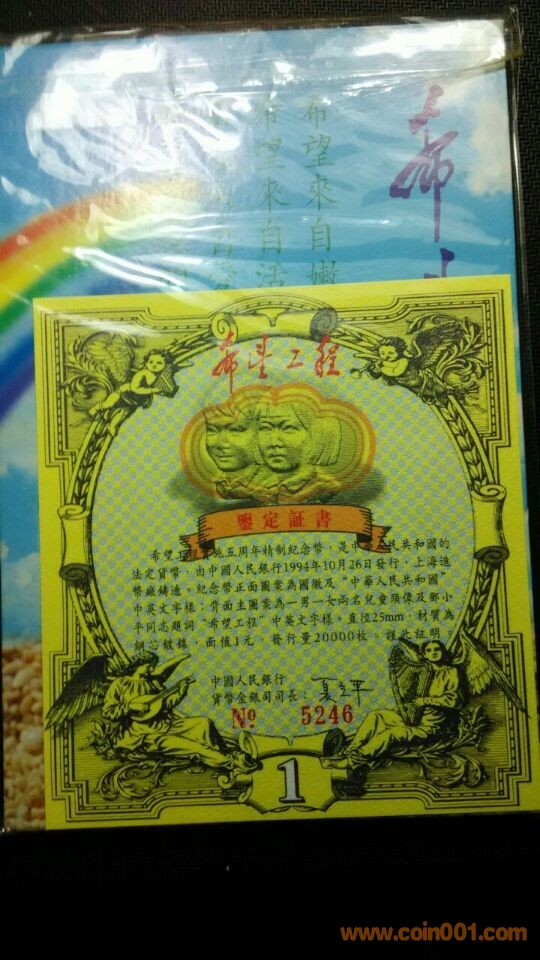 希望來自嫩
希望來自活
希
希望工程
鑒定証書
希望工程實施五周年精制紀念幣，是中華人民共和國的
法定貨幣，由中國人民銀行1994年10月26日發行，上海造
幣廠鑄造。紀念幣正面圖案為國徽及“中華人民共和國”
中英文字樣；背面主圖案為一男一女兩名兒童頭像及鄧小
平同志題詞“希望工程”中英文字樣。直徑25mm，材質為
鋼芯鍍鎳，面值1元，發行量20000枚。謹此証明。
中國人民銀行
貨幣金銀司司長：
№ 5246
1
www.coin001.com